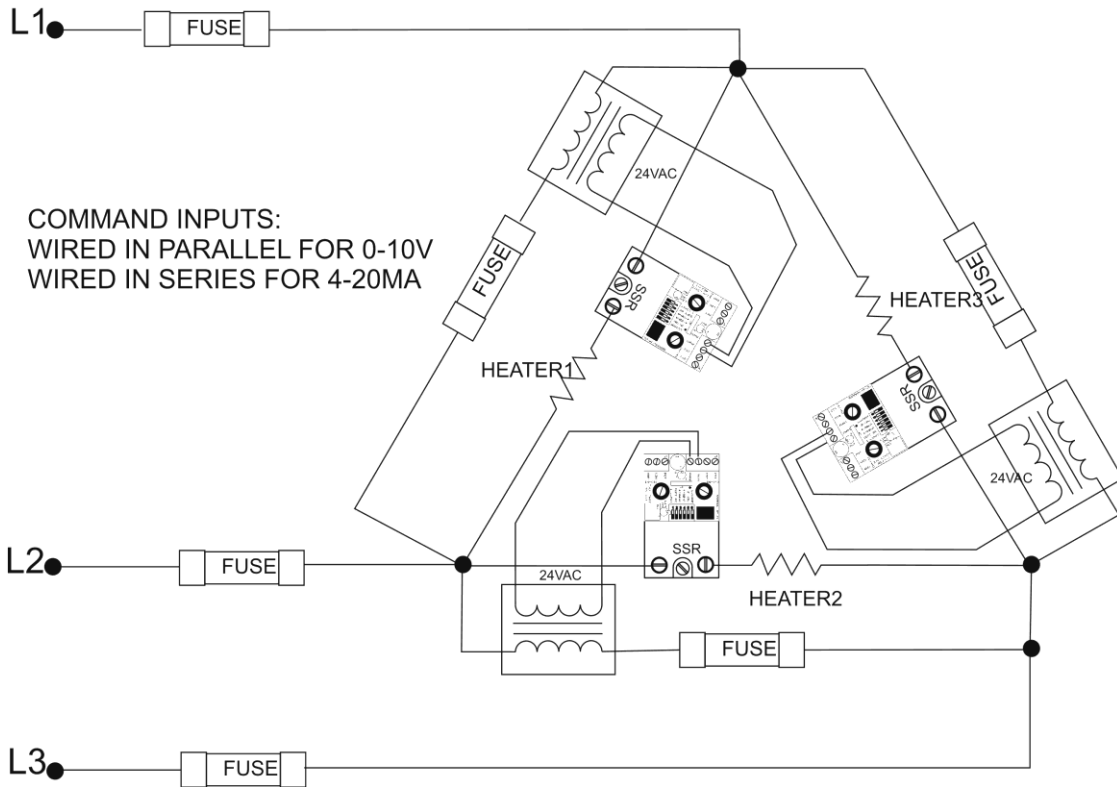 L1
FUSE
24VAC
COMMAND INPUTS:
WIRED IN PARALLEL FOR 0-10V
WIRED IN SERIES FOR 4-20MA
FUSE
SSR
FUSE
HEATER3
HEATER1
SSR
24VAC
L2
FUSE
SSR
24VAC
HEATER2
FUSE
L3
FUSE